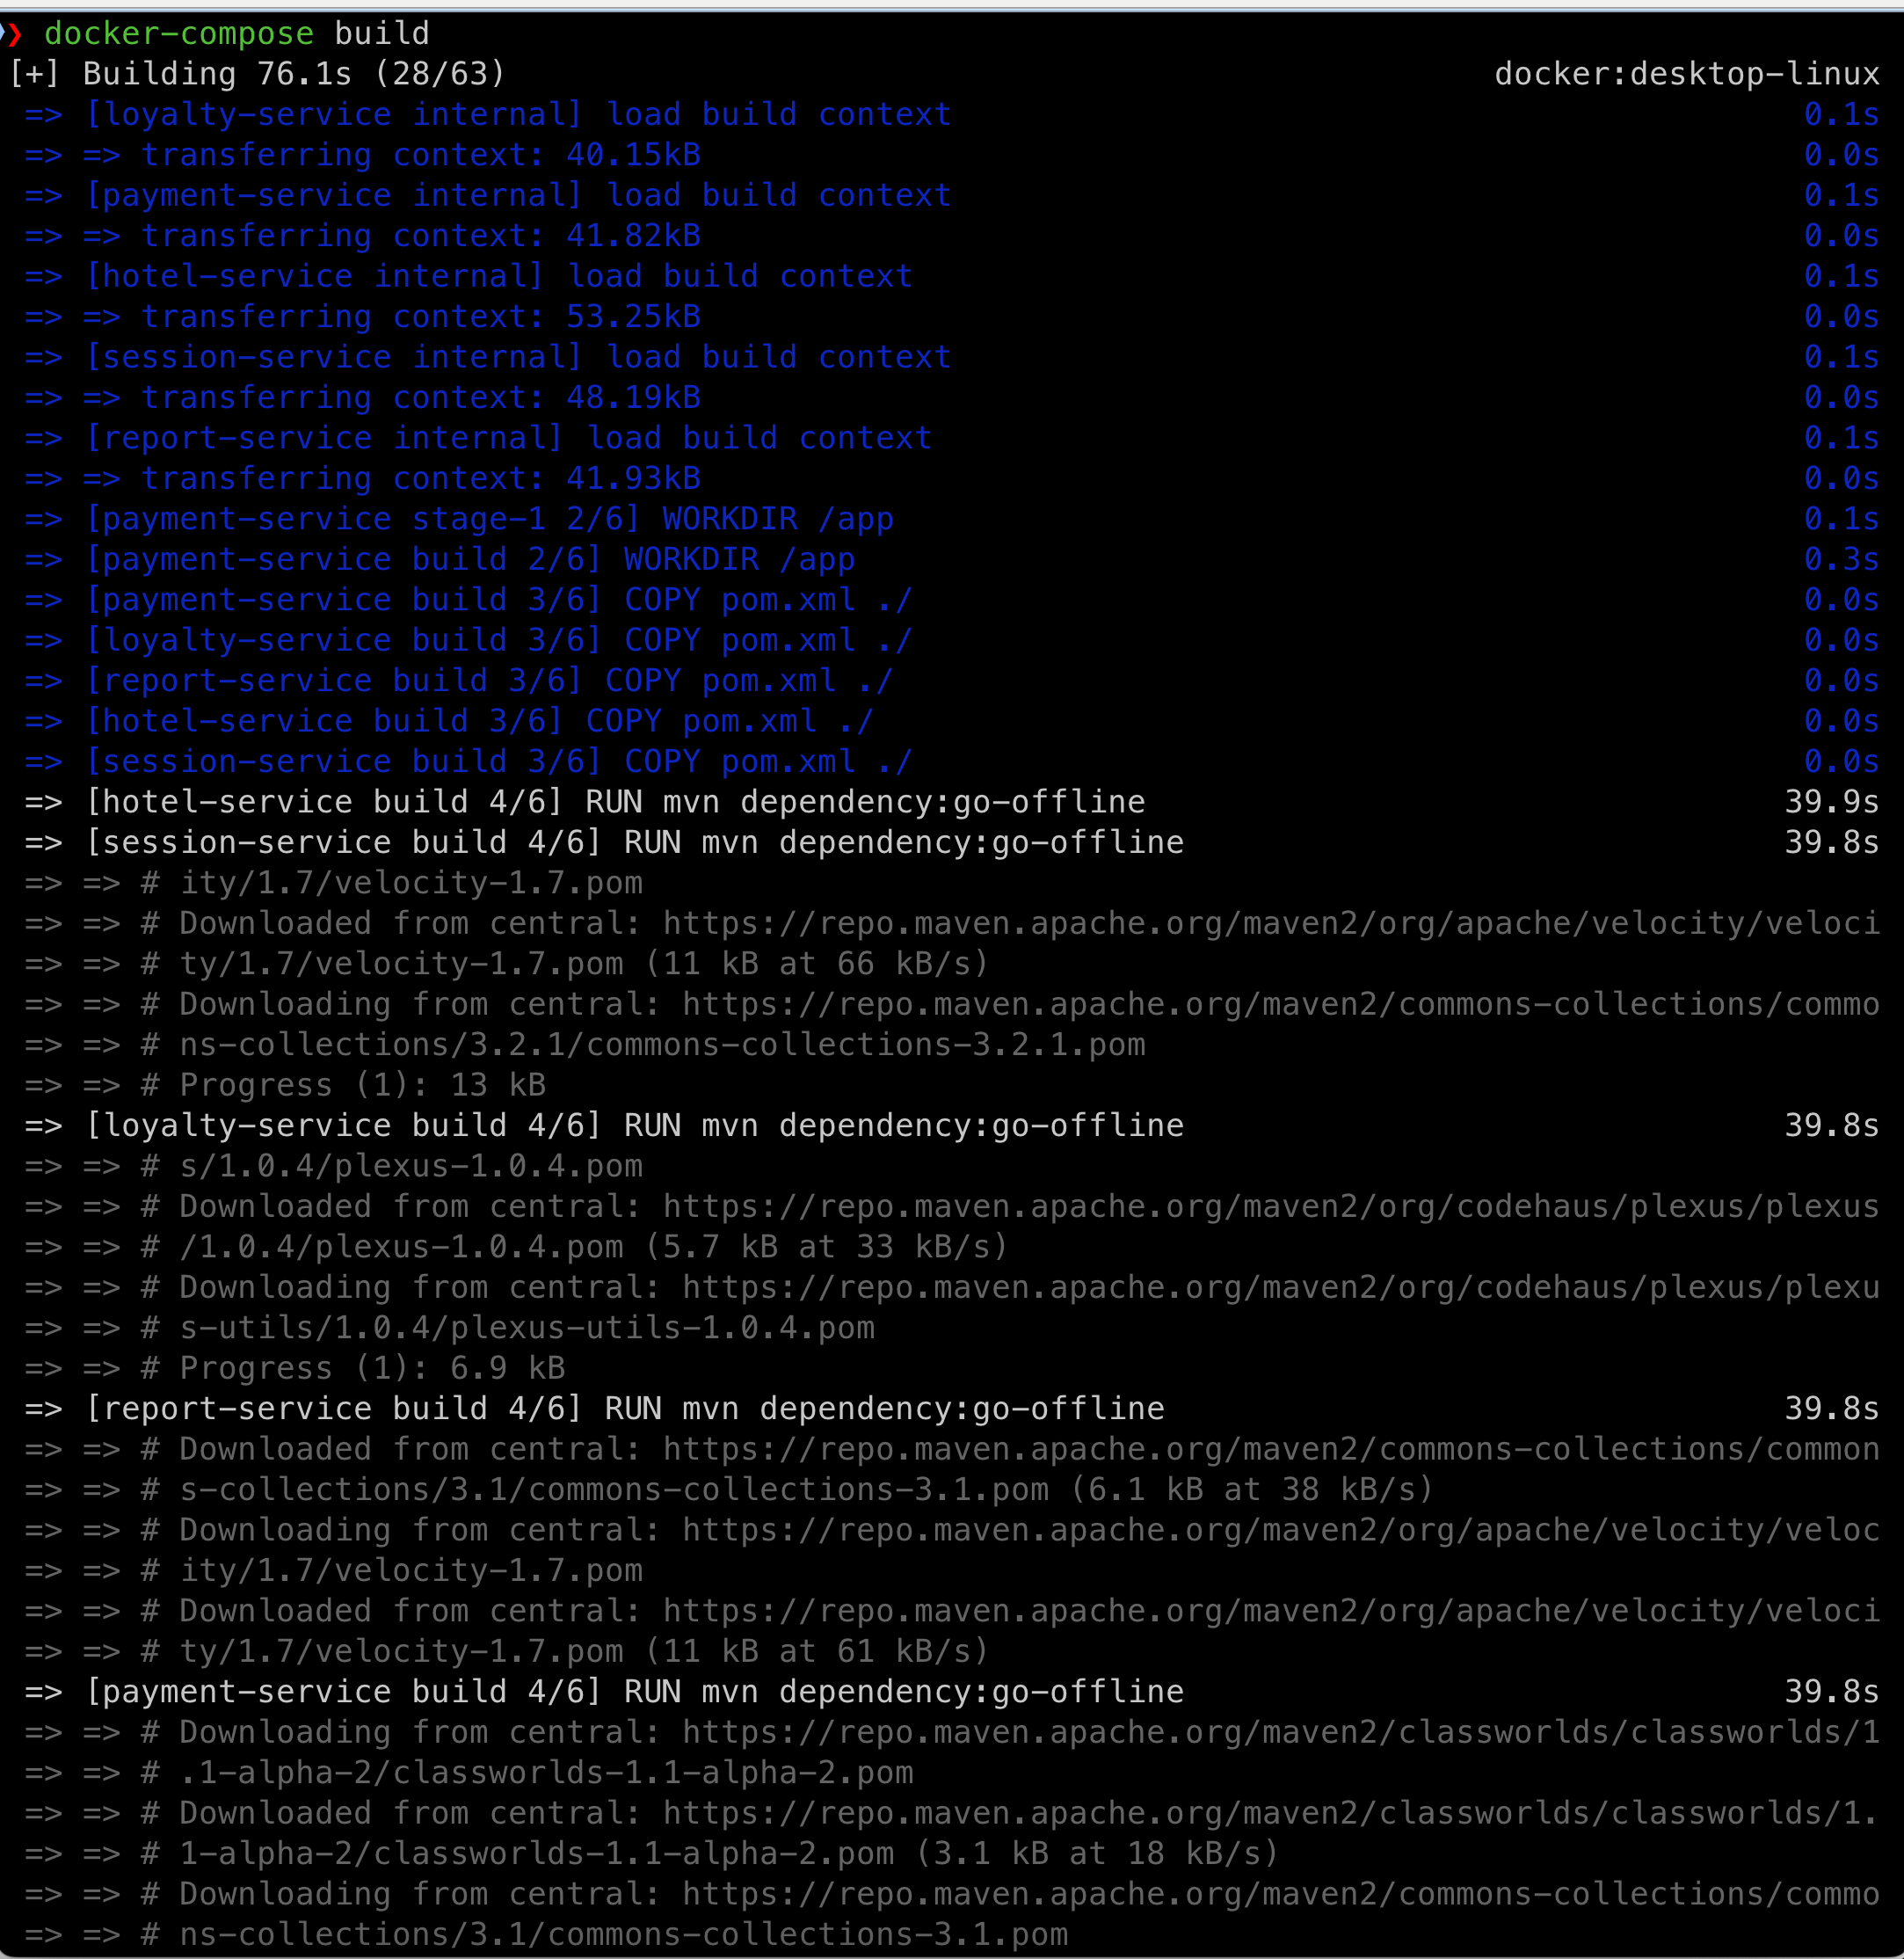 ❯ docker-compose build
[+] Building 76.1s (28/63) docker:desktop-linux
=> [loyalty-service internal] load build context 0.1s
=> => transferring context: 40.15kB 0.0s
=> [payment-service internal] load build context 0.1s
=> => transferring context: 41.82kB 0.0s
=> [hotel-service internal] load build context 0.1s
=> => transferring context: 53.25kB 0.0s
=> [session-service internal] load build context 0.1s
=> => transferring context: 48.19kB 0.0s
=> [report-service internal] load build context 0.1s
=> => transferring context: 41.93kB 0.0s
=> [payment-service stage-1 2/6] WORKDIR /app 0.1s
=> [payment-service build 2/6] WORKDIR /app 0.3s
=> [payment-service build 3/6] COPY pom.xml ./ 0.0s
=> [loyalty-service build 3/6] COPY pom.xml ./ 0.0s
=> [report-service build 3/6] COPY pom.xml ./ 0.0s
=> [hotel-service build 3/6] COPY pom.xml ./ 0.0s
=> [session-service build 3/6] COPY pom.xml ./ 0.0s
=> [hotel-service build 4/6] RUN mvn dependency:go-offline 39.9s
=> [session-service build 4/6] RUN mvn dependency:go-offline 39.8s
=> => # ity/1.7/velocity-1.7.pom
=> => # Downloaded from central: https://repo.maven.apache.org/maven2/org/apache/velocity/veloci
=> => # ty/1.7/velocity-1.7.pom (11 kB at 66 kB/s)
=> => # Downloading from central: https://repo.maven.apache.org/maven2/commons-collections/commo
=> => # ns-collections/3.2.1/commons-collections-3.2.1.pom
=> => # Progress (1): 13 kB
=> [loyalty-service build 4/6] RUN mvn dependency:go-offline 39.8s
=> => # s/1.0.4/plexus-1.0.4.pom
=> => # Downloaded from central: https://repo.maven.apache.org/maven2/org/codehaus/plexus/plexus
=> => # /1.0.4/plexus-1.0.4.pom (5.7 kB at 33 kB/s)
=> => # Downloading from central: https://repo.maven.apache.org/maven2/org/codehaus/plexus/plexu
=> => # s-utils/1.0.4/plexus-utils-1.0.4.pom
=> => # Progress (1): 6.9 kB
=> [report-service build 4/6] RUN mvn dependency:go-offline 39.8s
=> => # Downloaded from central: https://repo.maven.apache.org/maven2/commons-collections/common
=> => # s-collections/3.1/commons-collections-3.1.pom (6.1 kB at 38 kB/s)
=> => # Downloading from central: https://repo.maven.apache.org/maven2/org/apache/velocity/veloc
=> => # ity/1.7/velocity-1.7.pom
=> => # Downloaded from central: https://repo.maven.apache.org/maven2/org/apache/velocity/veloci
=> => # ty/1.7/velocity-1.7.pom (11 kB at 61 kB/s)
=> [payment-service build 4/6] RUN mvn dependency:go-offline 39.8s
=> => # Downloading from central: https://repo.maven.apache.org/maven2/classworlds/classworlds/1
=> => # .1-alpha-2/classworlds-1.1-alpha-2.pom
=> => # Downloaded from central: https://repo.maven.apache.org/maven2/classworlds/classworlds/1.
=> => # 1-alpha-2/classworlds-1.1-alpha-2.pom (3.1 kB at 18 kB/s)
=> => # Downloading from central: https://repo.maven.apache.org/maven2/commons-collections/commo
=> => # ns-collections/3.1/commons-collections-3.1.pom